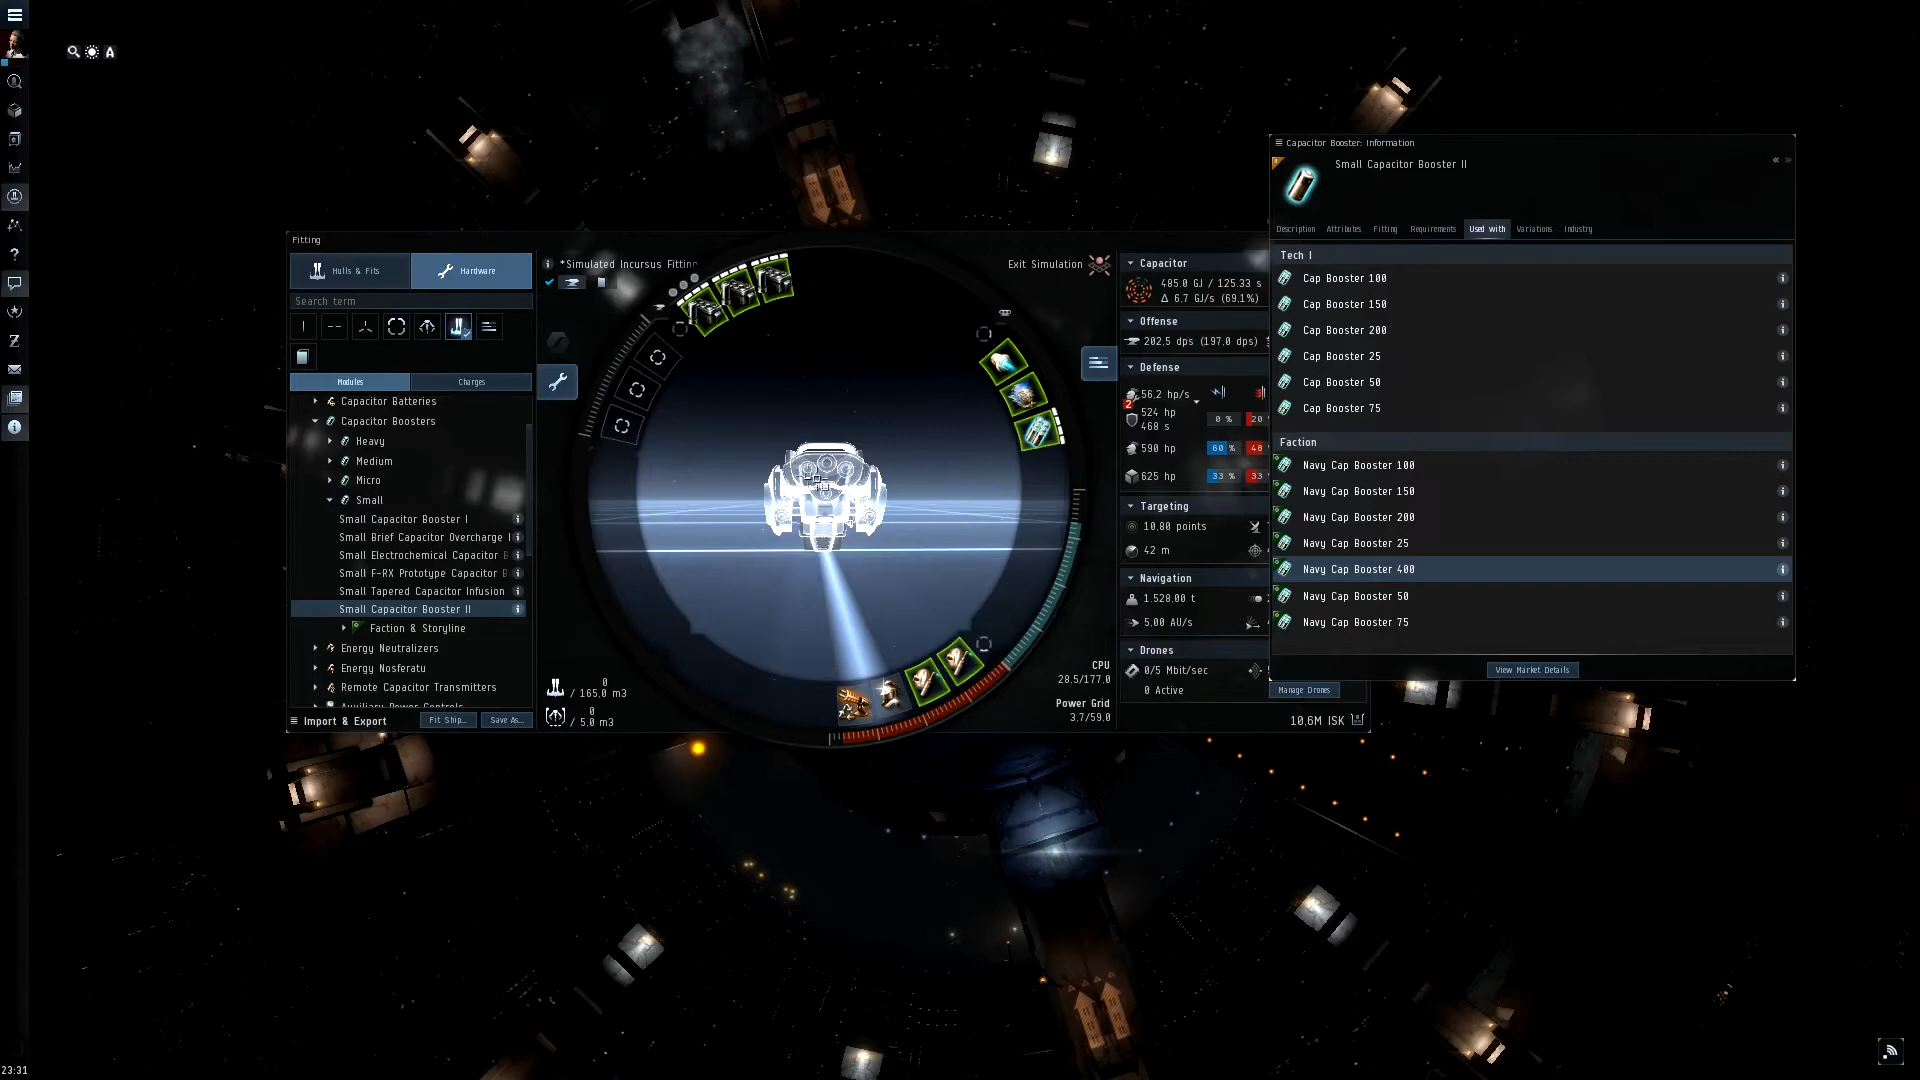 A
Fitting
Hulls & Fits
Hardware
Search term
Modules
Charges
Capacitor Batteries
Capacitor Boosters
Heavy
Medium
Micro
Small
Small Capacitor Booster I
Small Brief Capacitor Overcharge I
Small Electrochemical Capacitor B
Small F-RX Prototype Capacitor B
Small Tapered Capacitor Infusion
Small Capacitor Booster II
Faction & Storyline
Energy Neutralizers
Energy Nosferatu
Remote Capacitor Transmitters
Auxiliary Power Controls
Import & Export
Fit Ship...
Save As...
*Simulated Incursus Fitting
Exit Simulation
0
/ 165,0 m3
0
/ 5,0 m3
CPU
28.5/177.0
Power Grid
3.7/59.0
Capacitor
485.0 GJ / 125.33 s
Δ 6,7 GJ/s (69,1%)
Offense
202,5 dps (197,0 dps)
Defense
56,2 hp/s
2
524 hp
468 s
0 %
20
590 hp
60 %
48
625 hp
33 %
33
Targeting
10,80 points
42 m
Navigation
1.528,00 t
5,00 AU/s
Drones
0/5 Mbit/sec
0 Active
Manage Drones
10,6M ISK
Capacitor Booster: Information
Small Capacitor Booster II
Description
Attributes
Fitting
Requirements
Used with
Variations
Industry
Tech I
Cap Booster 100
Cap Booster 150
Cap Booster 200
Cap Booster 25
Cap Booster 50
Cap Booster 75
Faction
Navy Cap Booster 100
Navy Cap Booster 150
Navy Cap Booster 200
Navy Cap Booster 25
Navy Cap Booster 400
Navy Cap Booster 50
Navy Cap Booster 75
View Market Details
23:31